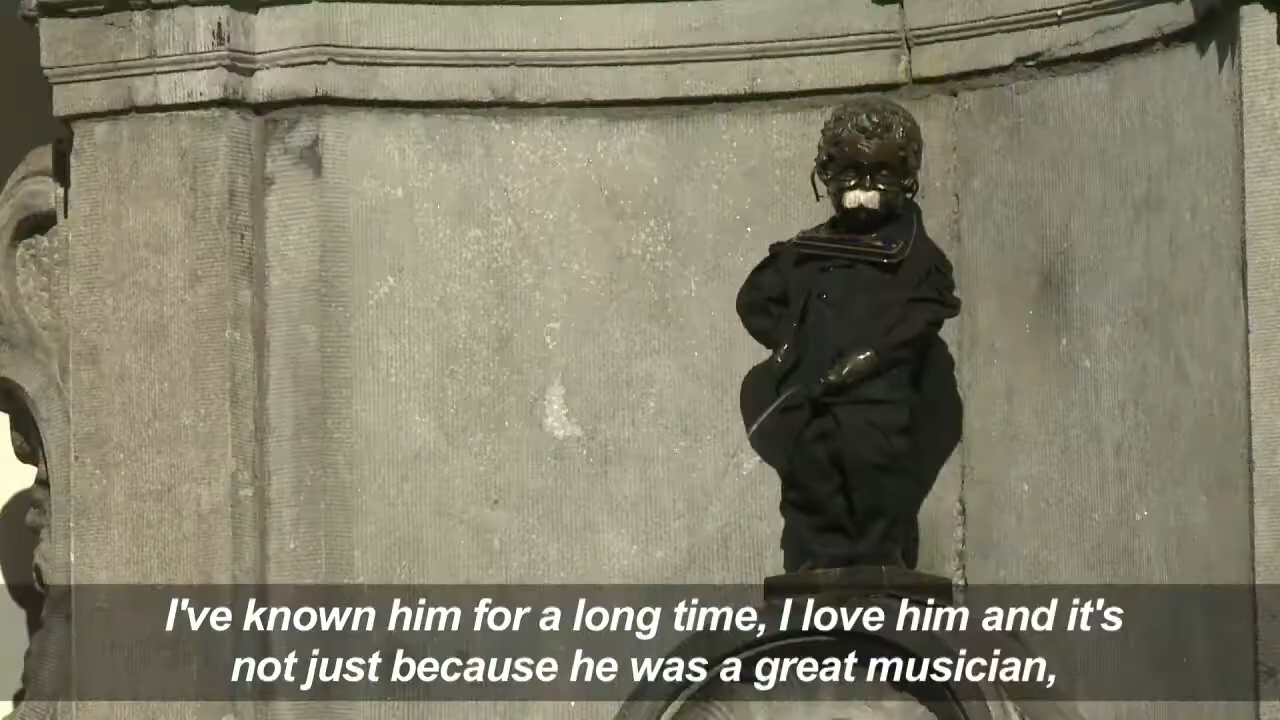 I've known him for a long time, I love him and it's
not just because he was a great musician,